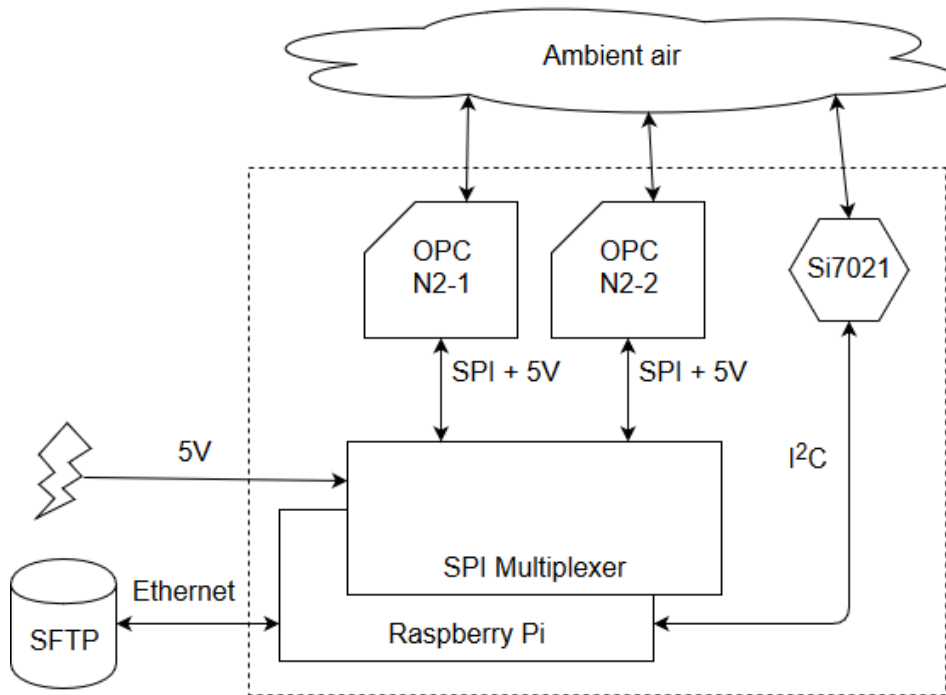 Ambient air
OPC
N2-1
OPC
N2-2
Si7021
SPI + 5V
SPI + 5V
5V
I²C
SPI Multiplexer
Ethernet
SFTP
Raspberry Pi